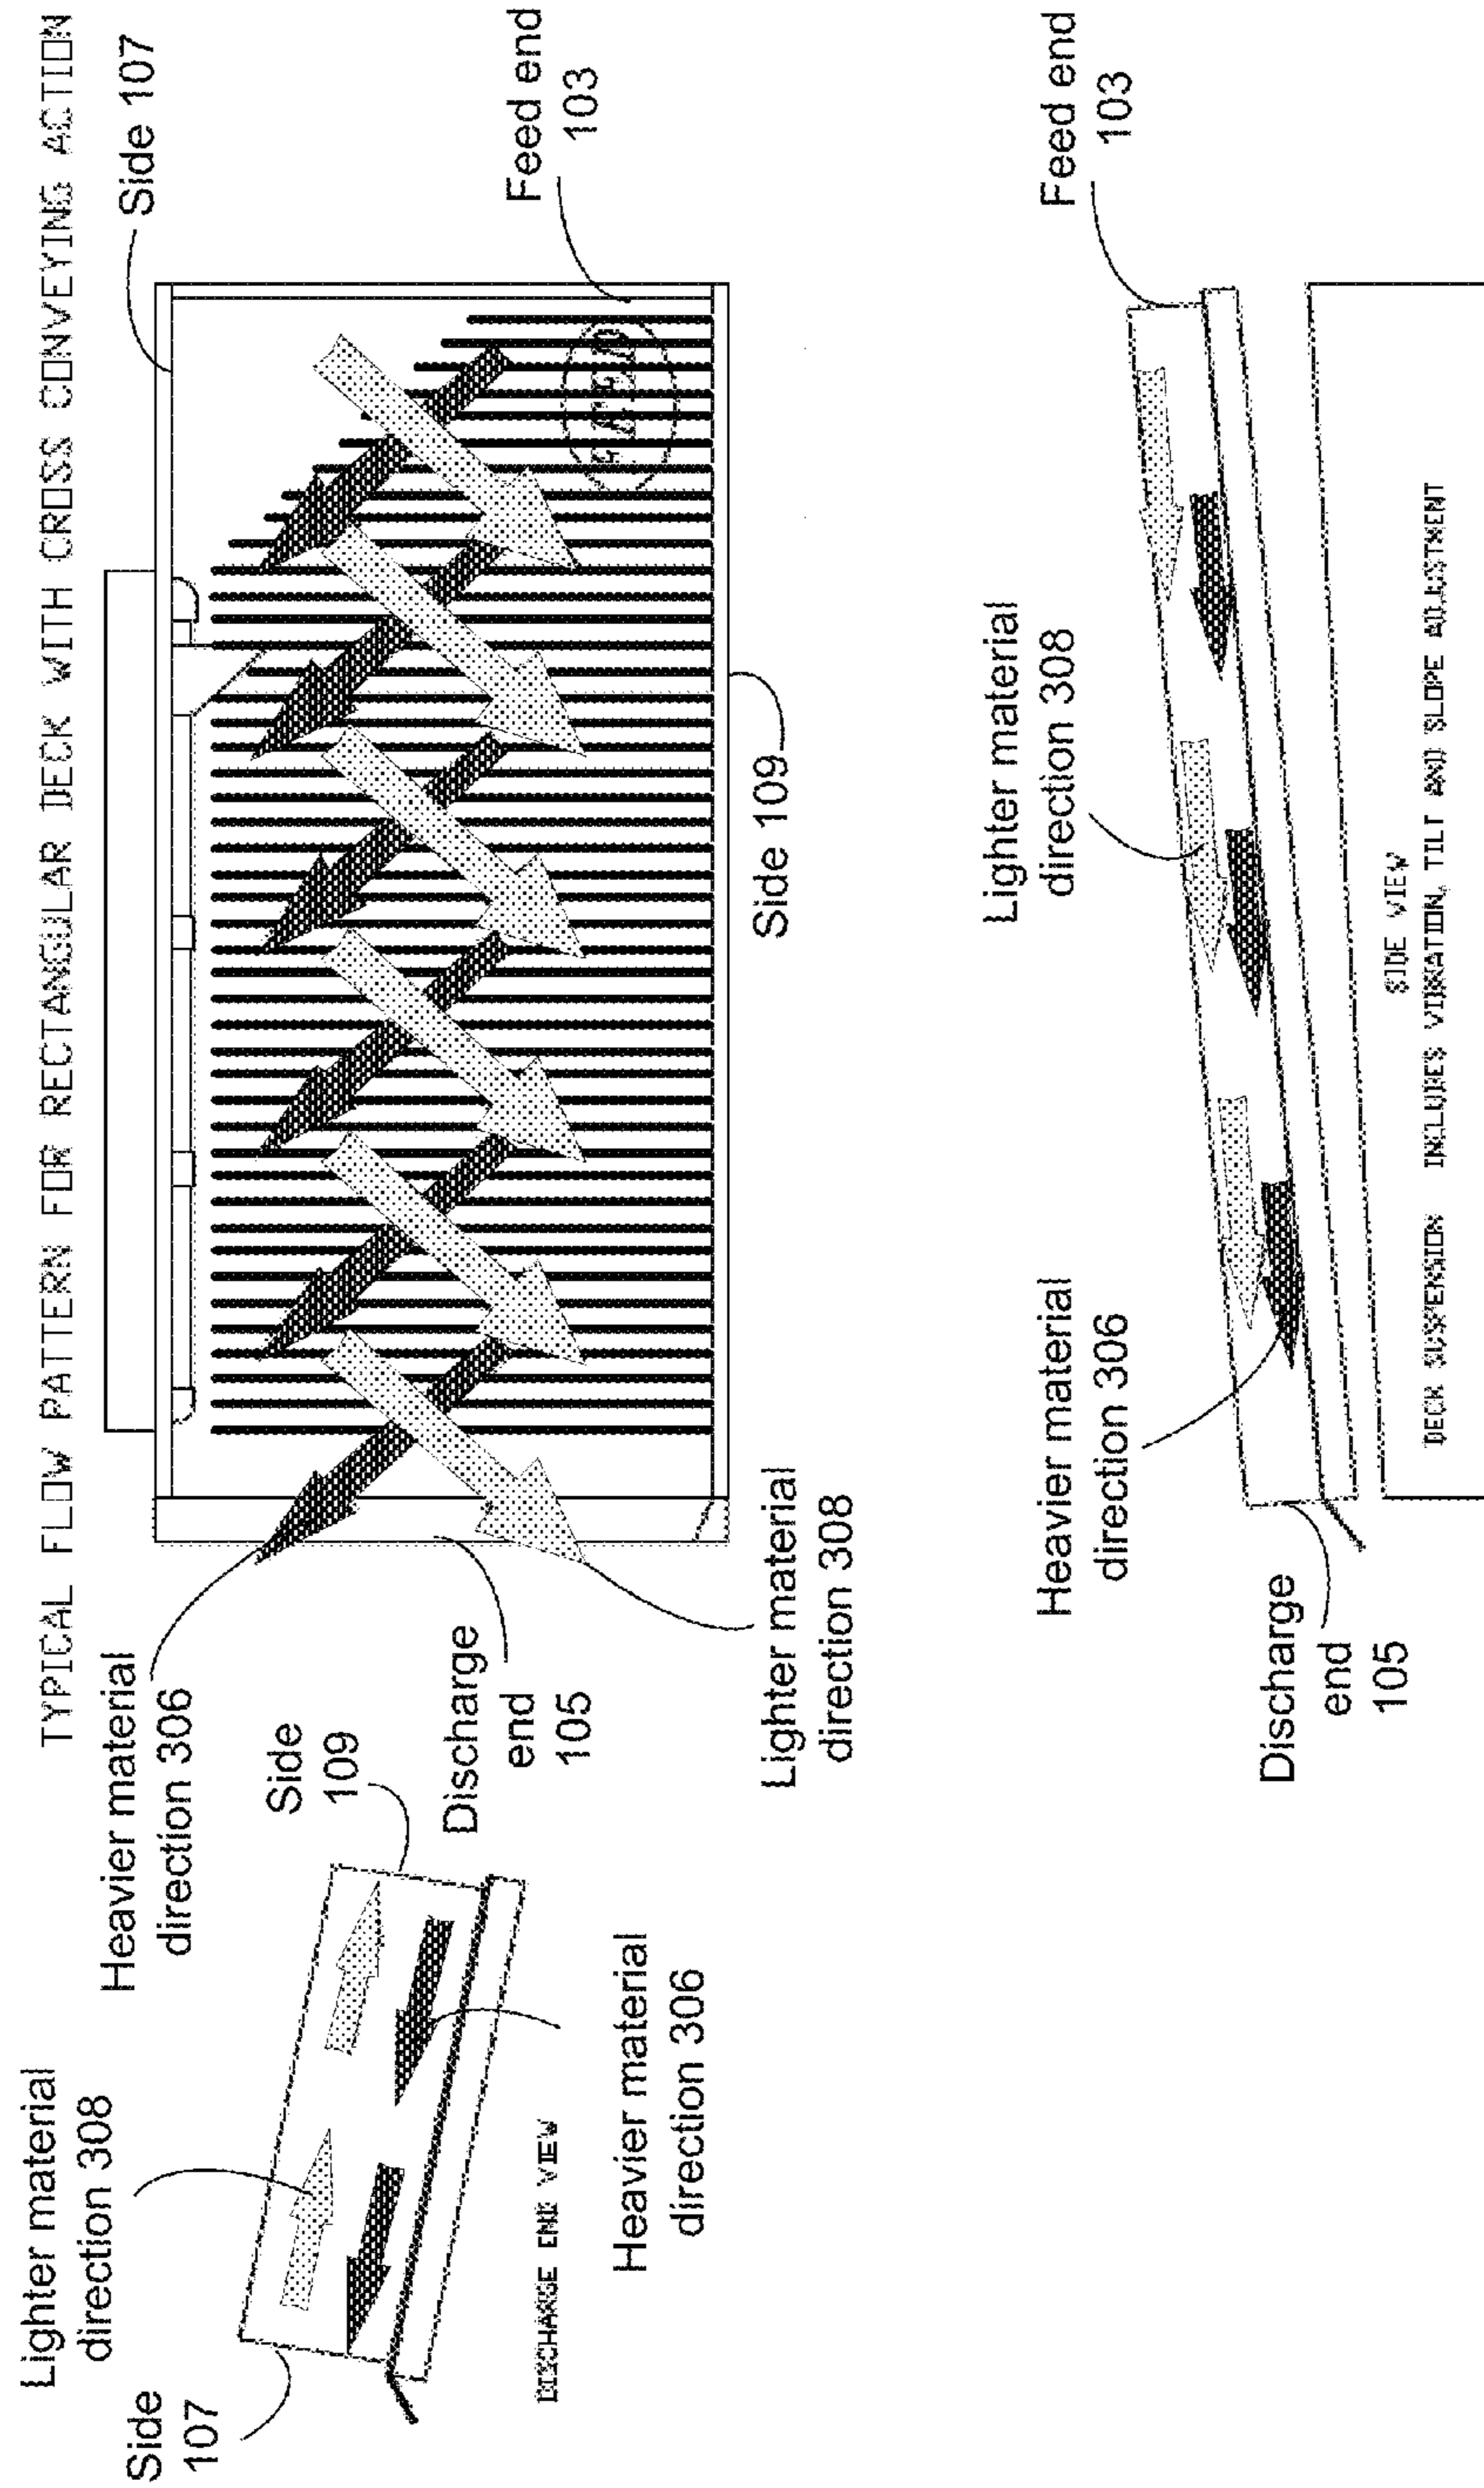 TYPICAL FLOW PATTERN FOR RECTANGULAR DECK WITH CROSS CONVEYING ACTION
Lighter material
direction 308
Side
107
Heavier material
direction 306
Side
109
Discharge
end
105
Lighter material
direction 308
Side 107
Feed end
103
Side 109
DISCHARGE END VIEW
Heavier material
direction 306
Lighter material
direction 308
Heavier material
direction 306
Feed end
103
Discharge
end
105
SIDE VIEW
DECK SUSPENSION INCLUDES VIBRATION, TILT AND SLOPE ADJUSTMENT